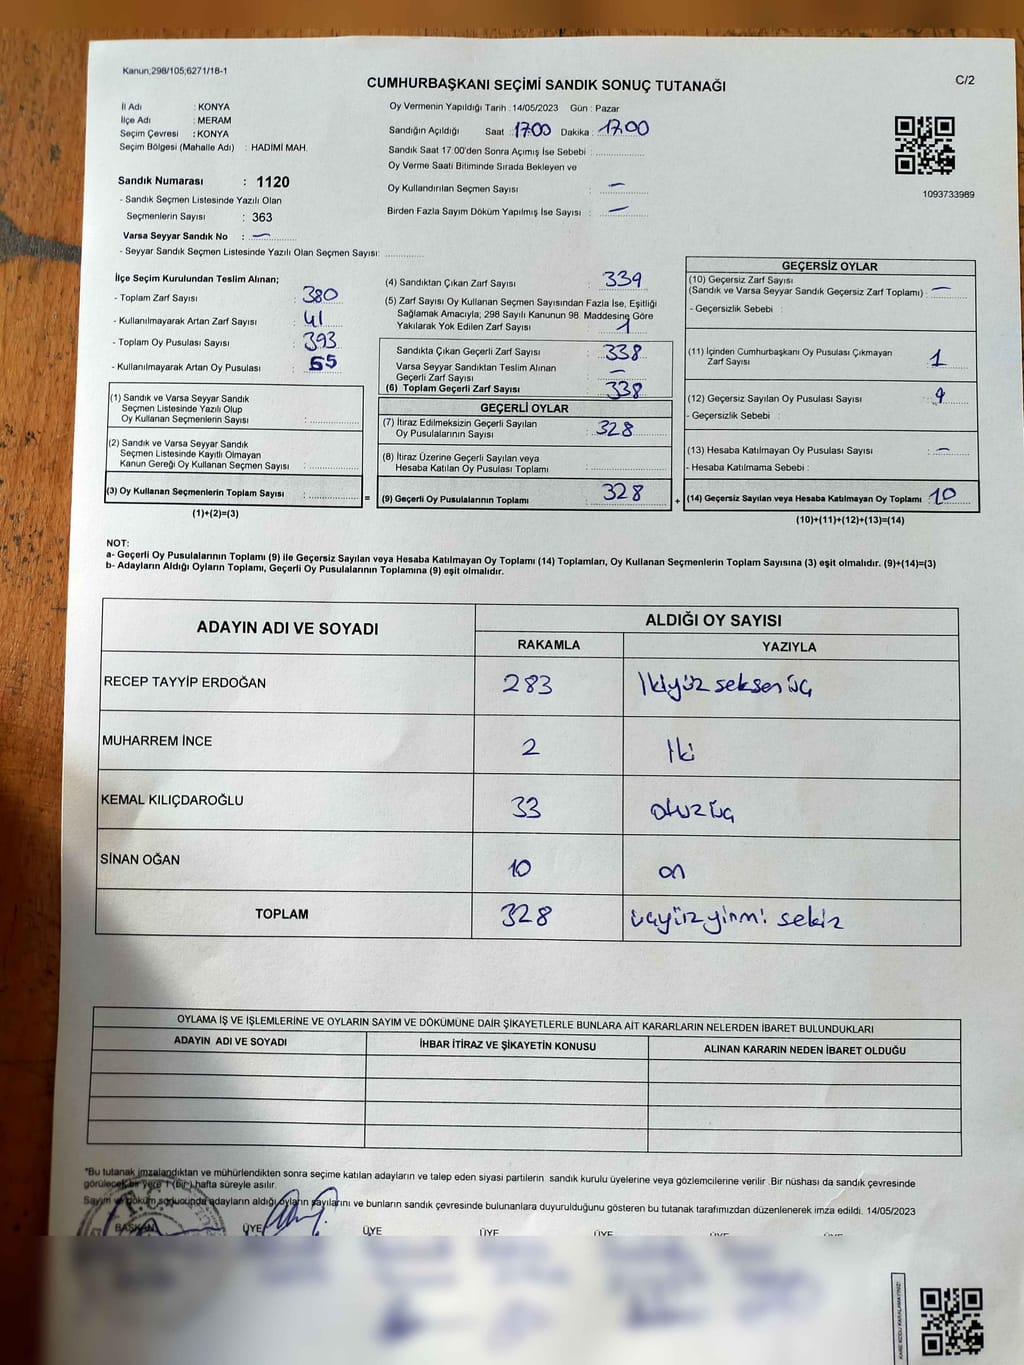 Kanun;298/105;6271/18-1
CUMHURBAŞKANI SEÇİMİ SANDIK SONUÇ TUTANAĞI
C/2
İl Adı : KONYA
İlçe Adı : MERAM
Seçim Çevresi : KONYA
Seçim Bölgesi (Mahalle Adı) : HADİMİ MAH.
Sandık Numarası : 1120
- Sandık Seçmen Listesinde Yazılı Olan
Seçmenlerin Sayısı : 363
Varsa Seyyar Sandık No : —
- Seyyar Sandık Seçmen Listesinde Yazılı Olan Seçmen Sayısı:
Oy Vermenin Yapıldığı Tarih : 14/05/2023 Gün : Pazar
Sandığın Açıldığı Saat : 17:00 Dakika : 17.00
Sandık Saat 17.00'den Sonra Açımış İse Sebebi :
Oy Verme Saati Bitiminde Sırada Bekleyen ve
Oy Kullandırılan Seçmen Sayısı : —
Birden Fazla Sayım Döküm Yapılmış İse Sayısı : —
1093733989
İlçe Seçim Kurulundan Teslim Alınan;
- Toplam Zarf Sayısı : 380
- Kullanılmayarak Artan Zarf Sayısı : 41
- Toplam Oy Pusulası Sayısı : 393
- Kullanılmayarak Artan Oy Pusulası : 55
(1) Sandık ve Varsa Seyyar Sandık
Seçmen Listesinde Yazılı Olup
Oy Kullanan Seçmenlerin Sayısı :
(2) Sandık ve Varsa Seyyar Sandık
Seçmen Listesinde Kayıtlı Olmayan
Kanun Gereği Oy Kullanan Seçmen Sayısı :
(3) Oy Kullanan Seçmenlerin Toplam Sayısı :
(1)+(2)=(3)
(4) Sandıktan Çıkan Zarf Sayısı : 339
(5) Zarf Sayısı Oy Kullanan Seçmen Sayısından Fazla İse, Eşitliği
Sağlamak Amacıyla; 298 Sayılı Kanunun 98. Maddesine Göre
Yakılarak Yok Edilen Zarf Sayısı : 1
Sandıkta Çıkan Geçerli Zarf Sayısı : 338
Varsa Seyyar Sandıktan Teslim Alınan
Geçerli Zarf Sayısı : —
(6) Toplam Geçerli Zarf Sayısı : 338
GEÇERLİ OYLAR
(7) İtiraz Edilmeksizin Geçerli Sayılan
Oy Pusulalarının Sayısı : 328
(8) İtiraz Üzerine Geçerli Sayılan veya
Hesaba Katılan Oy Pusulası Toplamı :
= (9) Geçerli Oy Pusulalarının Toplamı : 328
GEÇERSİZ OYLAR
(10) Geçersiz Zarf Sayısı
(Sandık ve Varsa Seyyar Sandık Geçersiz Zarf Toplamı) : —
- Geçersizlik Sebebi :
(11) İçinden Cumhurbaşkanı Oy Pusulası Çıkmayan
Zarf Sayısı : 1
(12) Geçersiz Sayılan Oy Pusulası Sayısı : 9
- Geçersizlik Sebebi :
(13) Hesaba Katılmayan Oy Pusulası Sayısı : —
- Hesaba Katılmama Sebebi :
+ (14) Geçersiz Sayılan veya Hesaba Katılmayan Oy Toplamı : 10
(10)+(11)+(12)+(13)=(14)
NOT:
a- Geçerli Oy Pusulalarının Toplamı (9) ile Geçersiz Sayılan veya Hesaba Katılmayan Oy Toplamı (14) Toplamları, Oy Kullanan Seçmenlerin Toplam Sayısına (3) eşit olmalıdır. (9)+(14)=(3)
b- Adayların Aldığı Oyların Toplamı, Geçerli Oy Pusulalarının Toplamına (9) eşit olmalıdır.
ADAYIN ADI VE SOYADI
ALDIĞI OY SAYISI
RAKAMLA YAZIYLA
RECEP TAYYİP ERDOĞAN 283 İkiyüz seksen üç
MUHARREM İNCE 2 İki
KEMAL KILIÇDAROĞLU 33 otuz üç
SİNAN OĞAN 10 on
TOPLAM 328 üçyüz yirmi sekiz
OYLAMA İŞ VE İŞLEMLERİNE VE OYLARIN SAYIM VE DÖKÜMÜNE DAİR ŞİKAYETLERLE BUNLARA AİT KARARLARIN NELERDEN İBARET BULUNDUKLARI
ADAYIN ADI VE SOYADI İHBAR İTİRAZ VE ŞİKAYETİN KONUSU ALINAN KARARIN NEDEN İBARET OLDUĞU
*Bu tutanak imzalandıktan ve mühürlendikten sonra seçime katılan adayların ve talep eden siyasi partilerin sandık kurulu üyelerine veya gözlemcilerine verilir .Bir nüshası da sandık çevresinde
görülecek bir yere 1 (bir) hafta süreyle asılır.
Sayım ve döküm sonucunda adayların aldığı oyların sayılarını ve bunların sandık çevresinde bulunanlara duyurulduğunu gösteren bu tutanak tarafımızdan düzenlenerek imza edildi. 14/05/2023
BAŞKAN ÜYE ÜYE ÜYE ÜYE ÜYE ÜYE